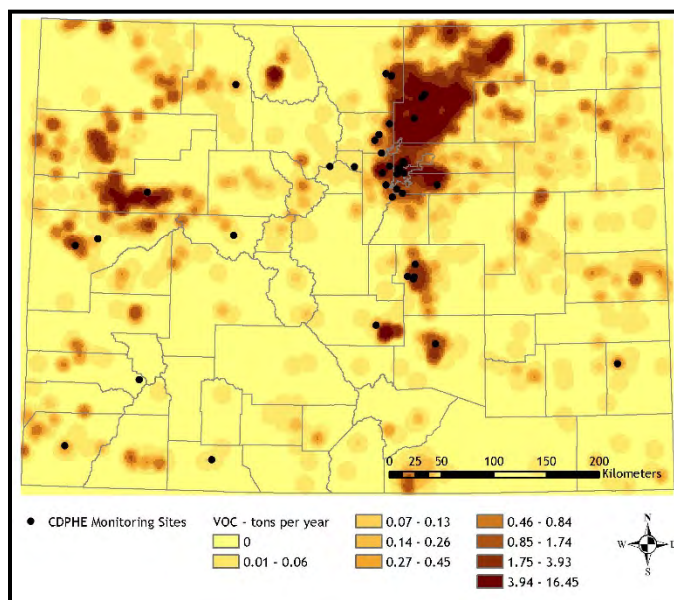 0 25 50 100 150 200
Kilometers
CDPHE Monitoring Sites
VOC - tons per year
0
0.01 - 0.06
0.07 - 0.13
0.14 - 0.26
0.27 - 0.45
0.46 - 0.84
0.85 - 1.74
1.75 - 3.93
3.94 - 16.45
N
W
S